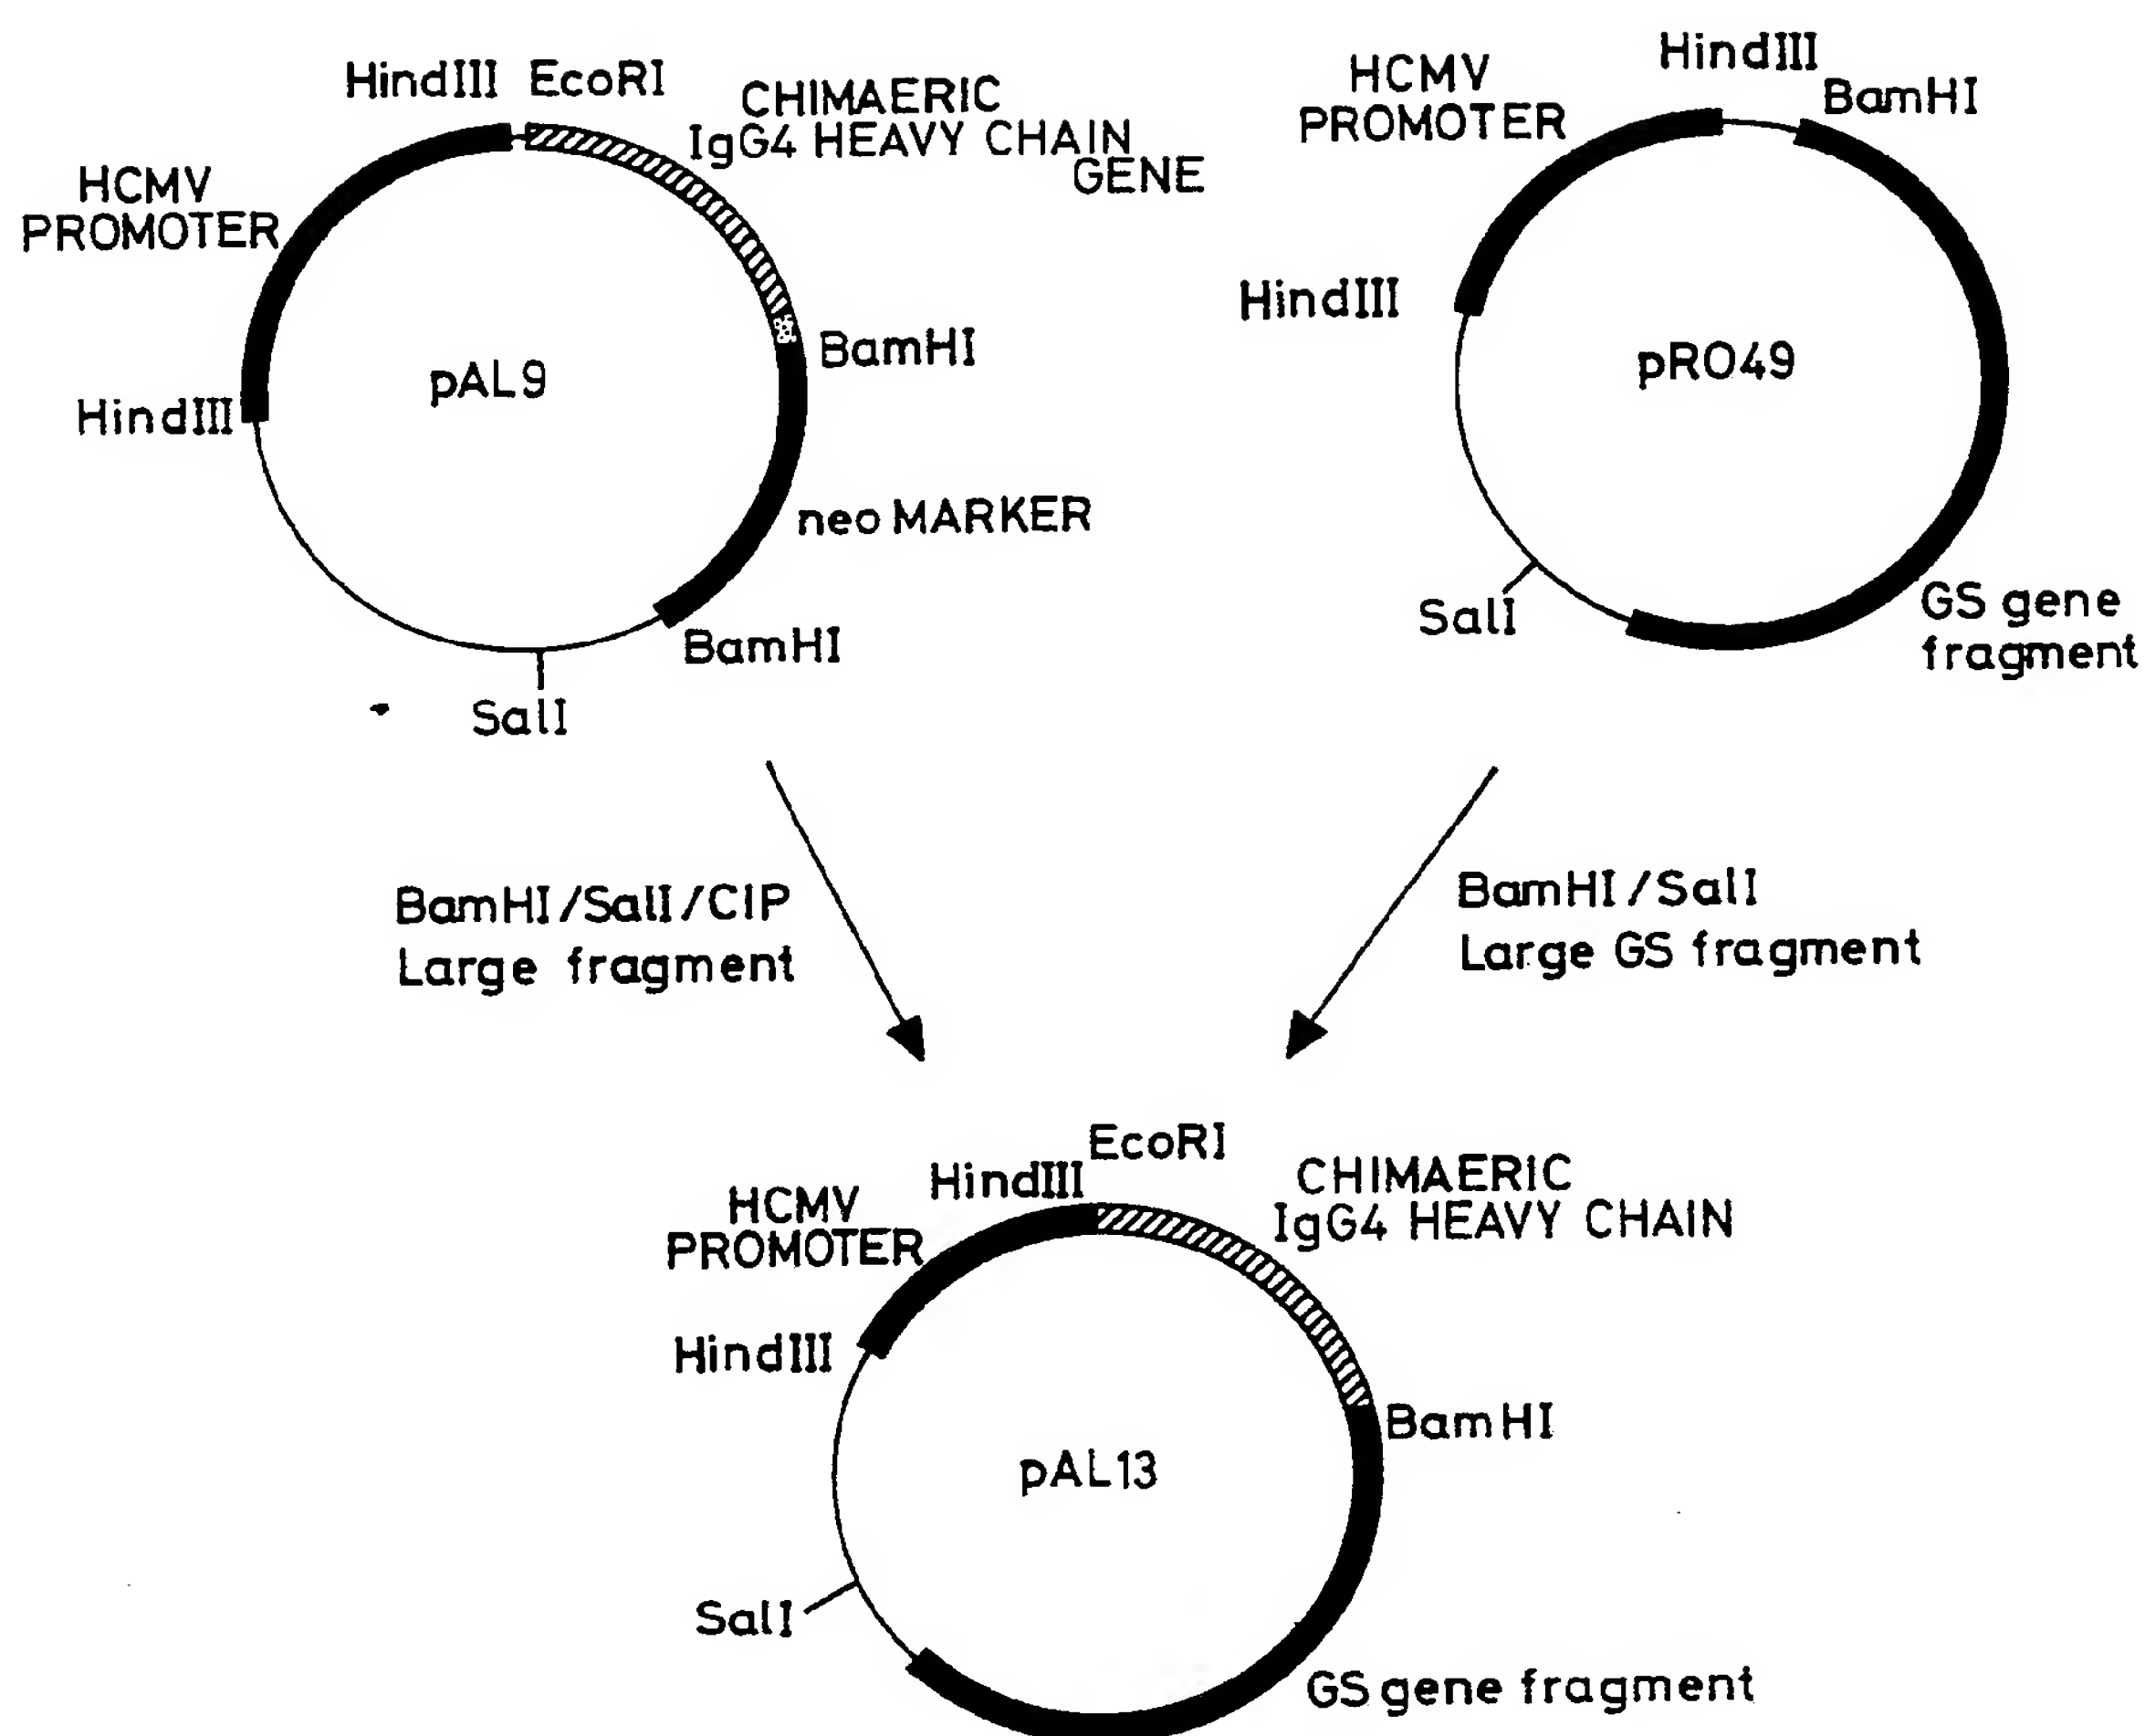 HindIII EcoRI
CHIMAERIC
IgG4 HEAVY CHAIN
GENE
HCMV
PROMOTER
BamHI
pAL9
HindIII
neo MARKER
BamHI
SalI
HCMV
PROMOTER
HindIII
BamHI
HindIII
pRO49
SalI
GS gene
fragment
BamHI/SalI/CIP
Large fragment
BamHI/SalI
Large GS fragment
EcoRI
HindIII
CHIMAERIC
IgG4 HEAVY CHAIN
HCMV
PROMOTER
HindIII
BamHI
pAL13
SalI
GS gene fragment